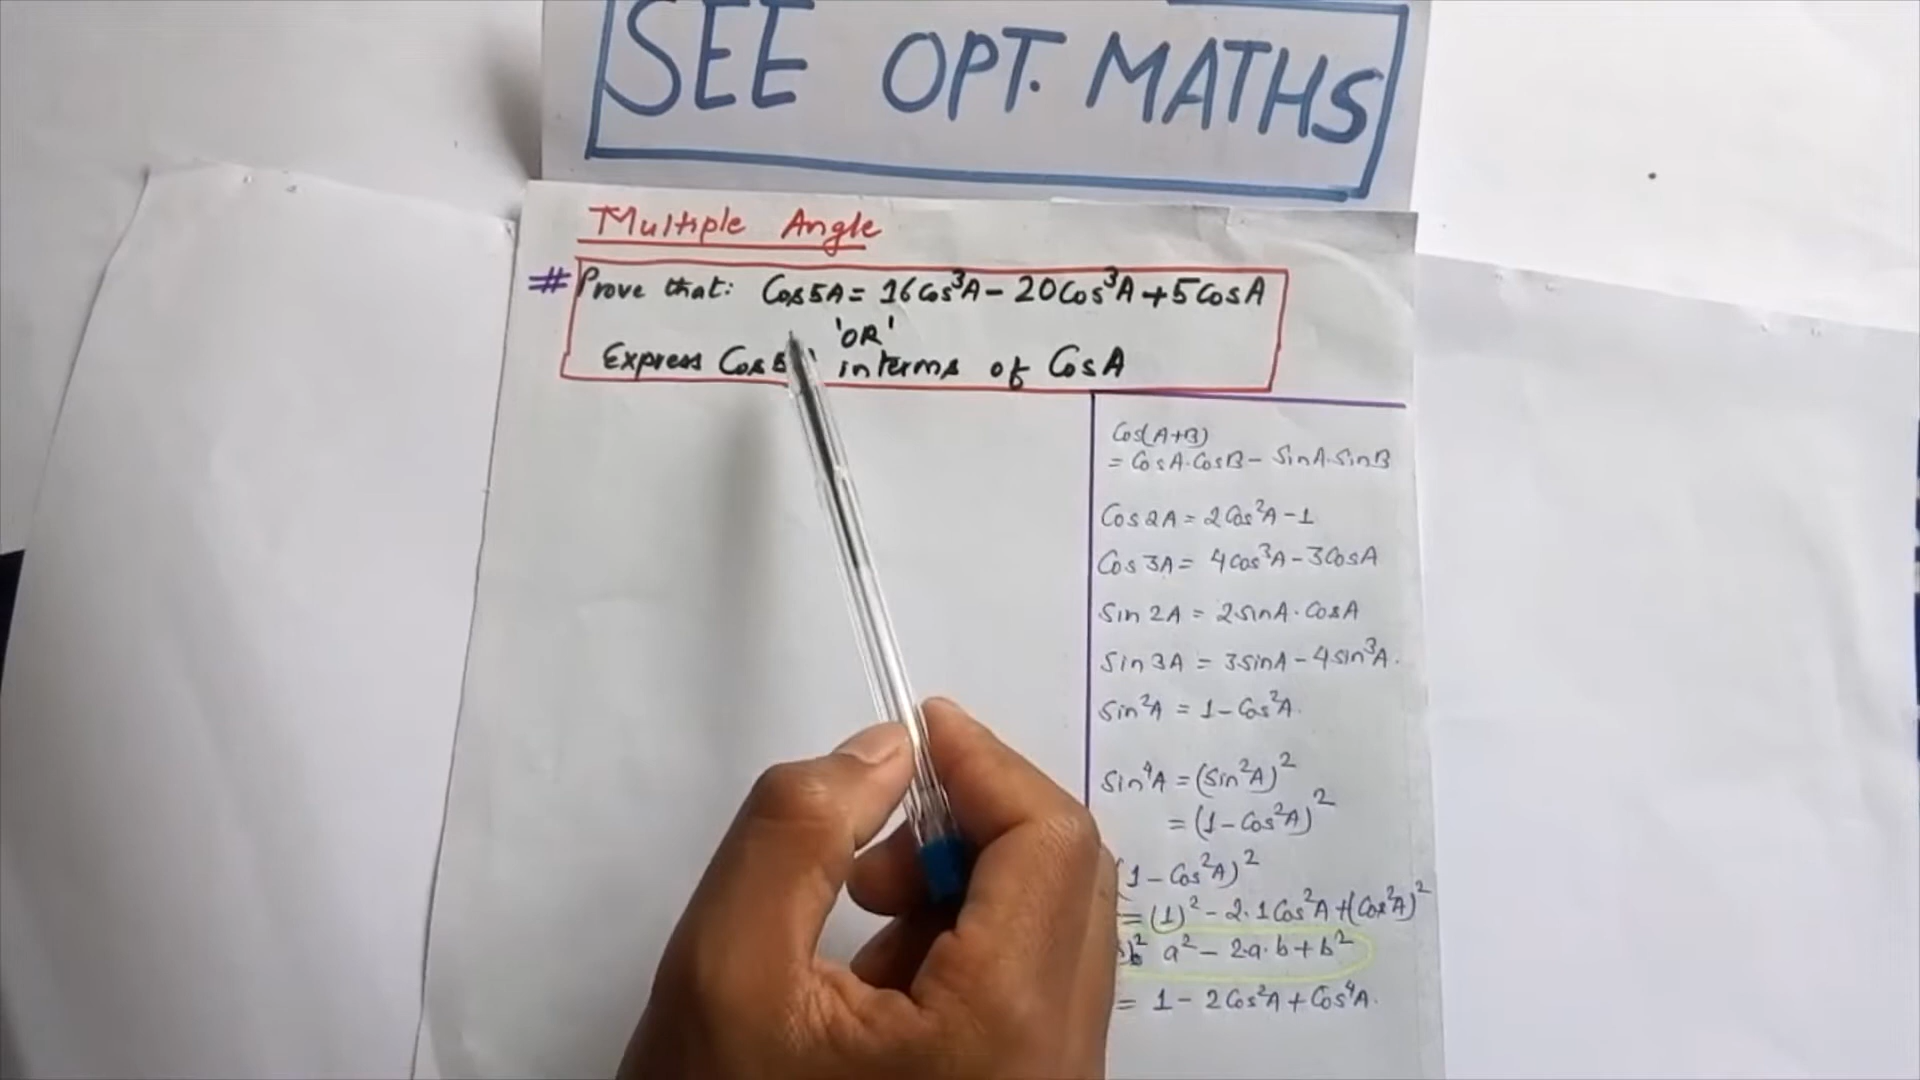 SEE OPT. MATHS
Multiple Angle
# Prove that: Cos5A = 16Cos³A - 20Cos³A + 5CosA
'OR'
Express Cos interms of CosA
Cos(A+B)
= CosA.CosB - SinA.SinB
Cos2A = 2Cos²A - 1
Cos3A = 4Cos³A - 3CosA
Sin2A = 2sinA.CosA
Sin3A = 3sinA - 4sin³A.
Sin²A = 1 - Cos²A.
Sin⁴A = (Sin²A)²
= (1 - Cos²A)²
(1 - Cos²A)²
= (1)² - 2.1Cos²A + (Cos²A)²
b² a² - 2.a.b + b²
= 1 - 2Cos²A + Cos⁴A.